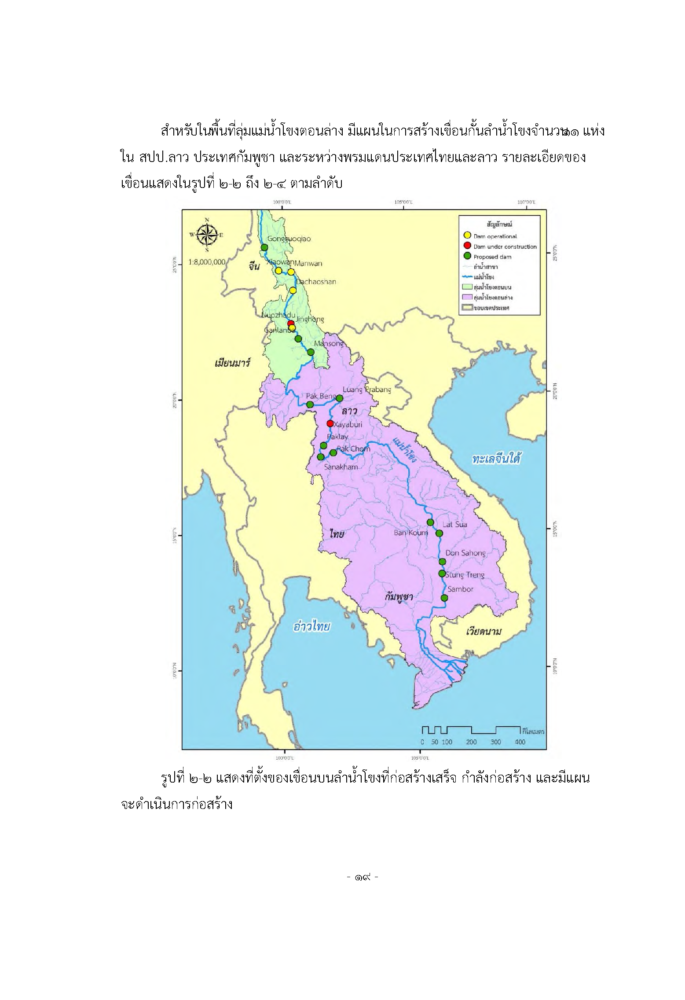 สำหรับในพื้นที่ลุ่มแม่น้ำโขงตอนล่าง มีแผนในการสร้างเขื่อนกั้นลำน้ำโขงจำนวน ๑๑ แห่ง
ใน สปป.ลาว ประเทศกัมพูชา และระหว่างพรมแดนประเทศไทยและลาว รายละเอียดของ
เขื่อนแสดงในรูปที่ ๒-๒ ถึง ๒-๔ ตามลำดับ
100°0'0"E
105°0'0"E
110°0'0"E
N
W
E
S
1:8,000,000
สัญลักษณ์
Dam operational
Dam under construction
Proposed dam
ลำน้ำสาขา
แม่น้ำโขง
ลุ่มน้ำโขงตอนบน
ลุ่มน้ำโขงตอนล่าง
ขอบเขตประเทศ
25°0'0"N
25°0'0"N
Gongguoqiao
จีน
Xiaowan
Manwan
Dachaoshan
Nuozhadu
Jinghong
Ganlanba
Mansong
เมียนมาร์
20°0'0"N
20°0'0"N
Luang Prabang
Pak Beng
ลาว
Xayaburi
Paklay
Pak Chom
แม่น้ำโขง
Sanakham
ทะเลจีนใต้
15°0'0"N
15°0'0"N
ไทย
Lat Sua
Ban Koum
Don Sahong
Stung Treng
Sambor
กัมพูชา
อ่าวไทย
เวียดนาม
10°0'0"N
10°0'0"N
กิโลเมตร
0 50 100 200 300 400
100°0'0"E
105°0'0"E
รูปที่ ๒-๒ แสดงที่ตั้งของเขื่อนบนลำน้ำโขงที่ก่อสร้างเสร็จ กำลังก่อสร้าง และมีแผน
จะดำเนินการก่อสร้าง
- ๑๙ -